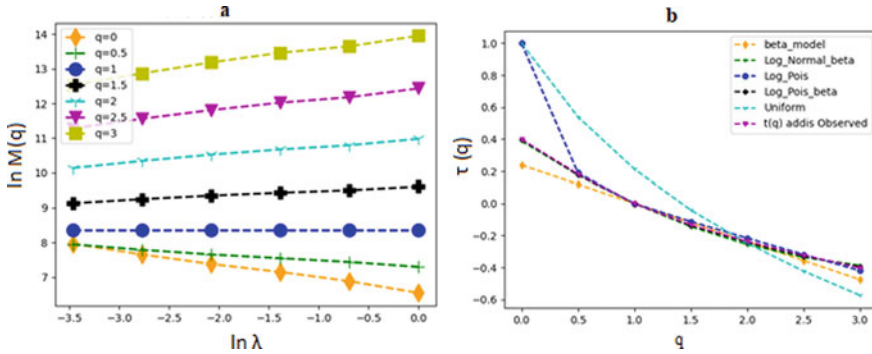 a
14
13
12
11
10
9
8
7
ln M(q)
q=0
q=0.5
q=1
q=1.5
q=2
q=2.5
q=3
−3.5 −3.0 −2.5 −2.0 −1.5 −1.0 −0.5 0.0
ln λ
b
1.0
0.8
0.6
0.4
0.2
0.0
−0.2
−0.4
−0.6
τ (q)
beta_model
Log_Normal_beta
Log_Pois
Log_Pois_beta
Uniform
t(q) addis Observed
0.0 0.5 1.0 1.5 2.0 2.5 3.0
q